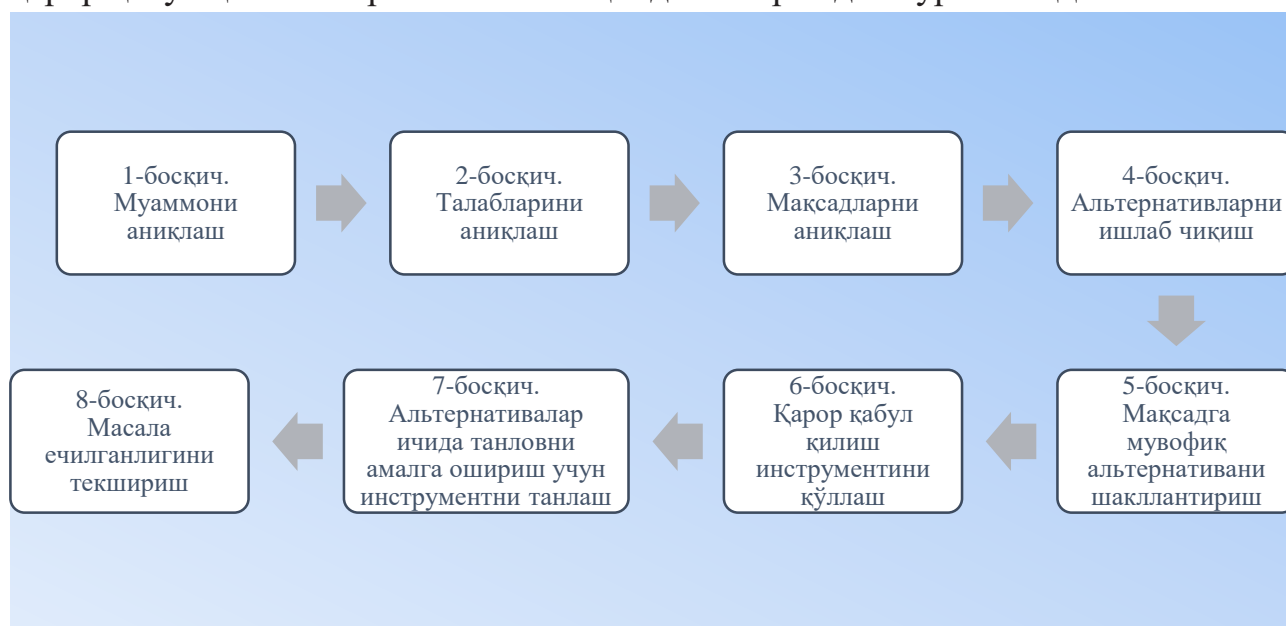 1-босқич.
Муаммони
аниқлаш
2-босқич.
Талабларини
аниқлаш
3-босқич.
Мақсадларни
аниқлаш
4-босқич.
Альтернативларни
ишлаб чиқиш
5-босқич.
Мақсадга
мувофиқ
альтернативани
шакллантириш
6-босқич.
Қарор қабул
қилиш
инструментини
қўллаш
7-босқич.
Альтернативалар
ичида танловни
амалга ошириш учун
инструментни танлаш
8-босқич.
Масала
ечилганлигини
текшириш